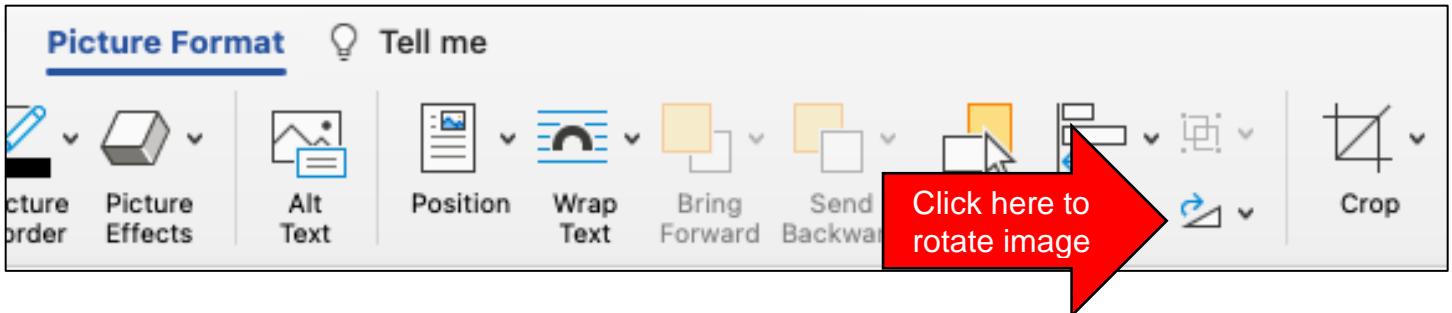 Picture Format Tell me
cture Picture Alt Position Wrap Bring Send Click here to Crop
order Effects Text Text Forward Backwar rotate image